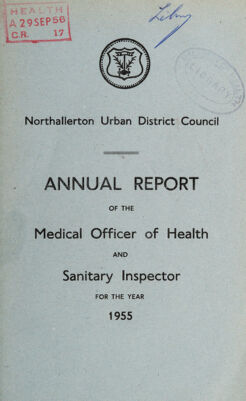 HEALTH
A 29 SEP 56
C.R. 17
Northallerton Urban District Council
ANNUAL REPORT
OF THE
Medical Officer of Health
AND
Sanitary Inspector
FOR THE YEAR
1955